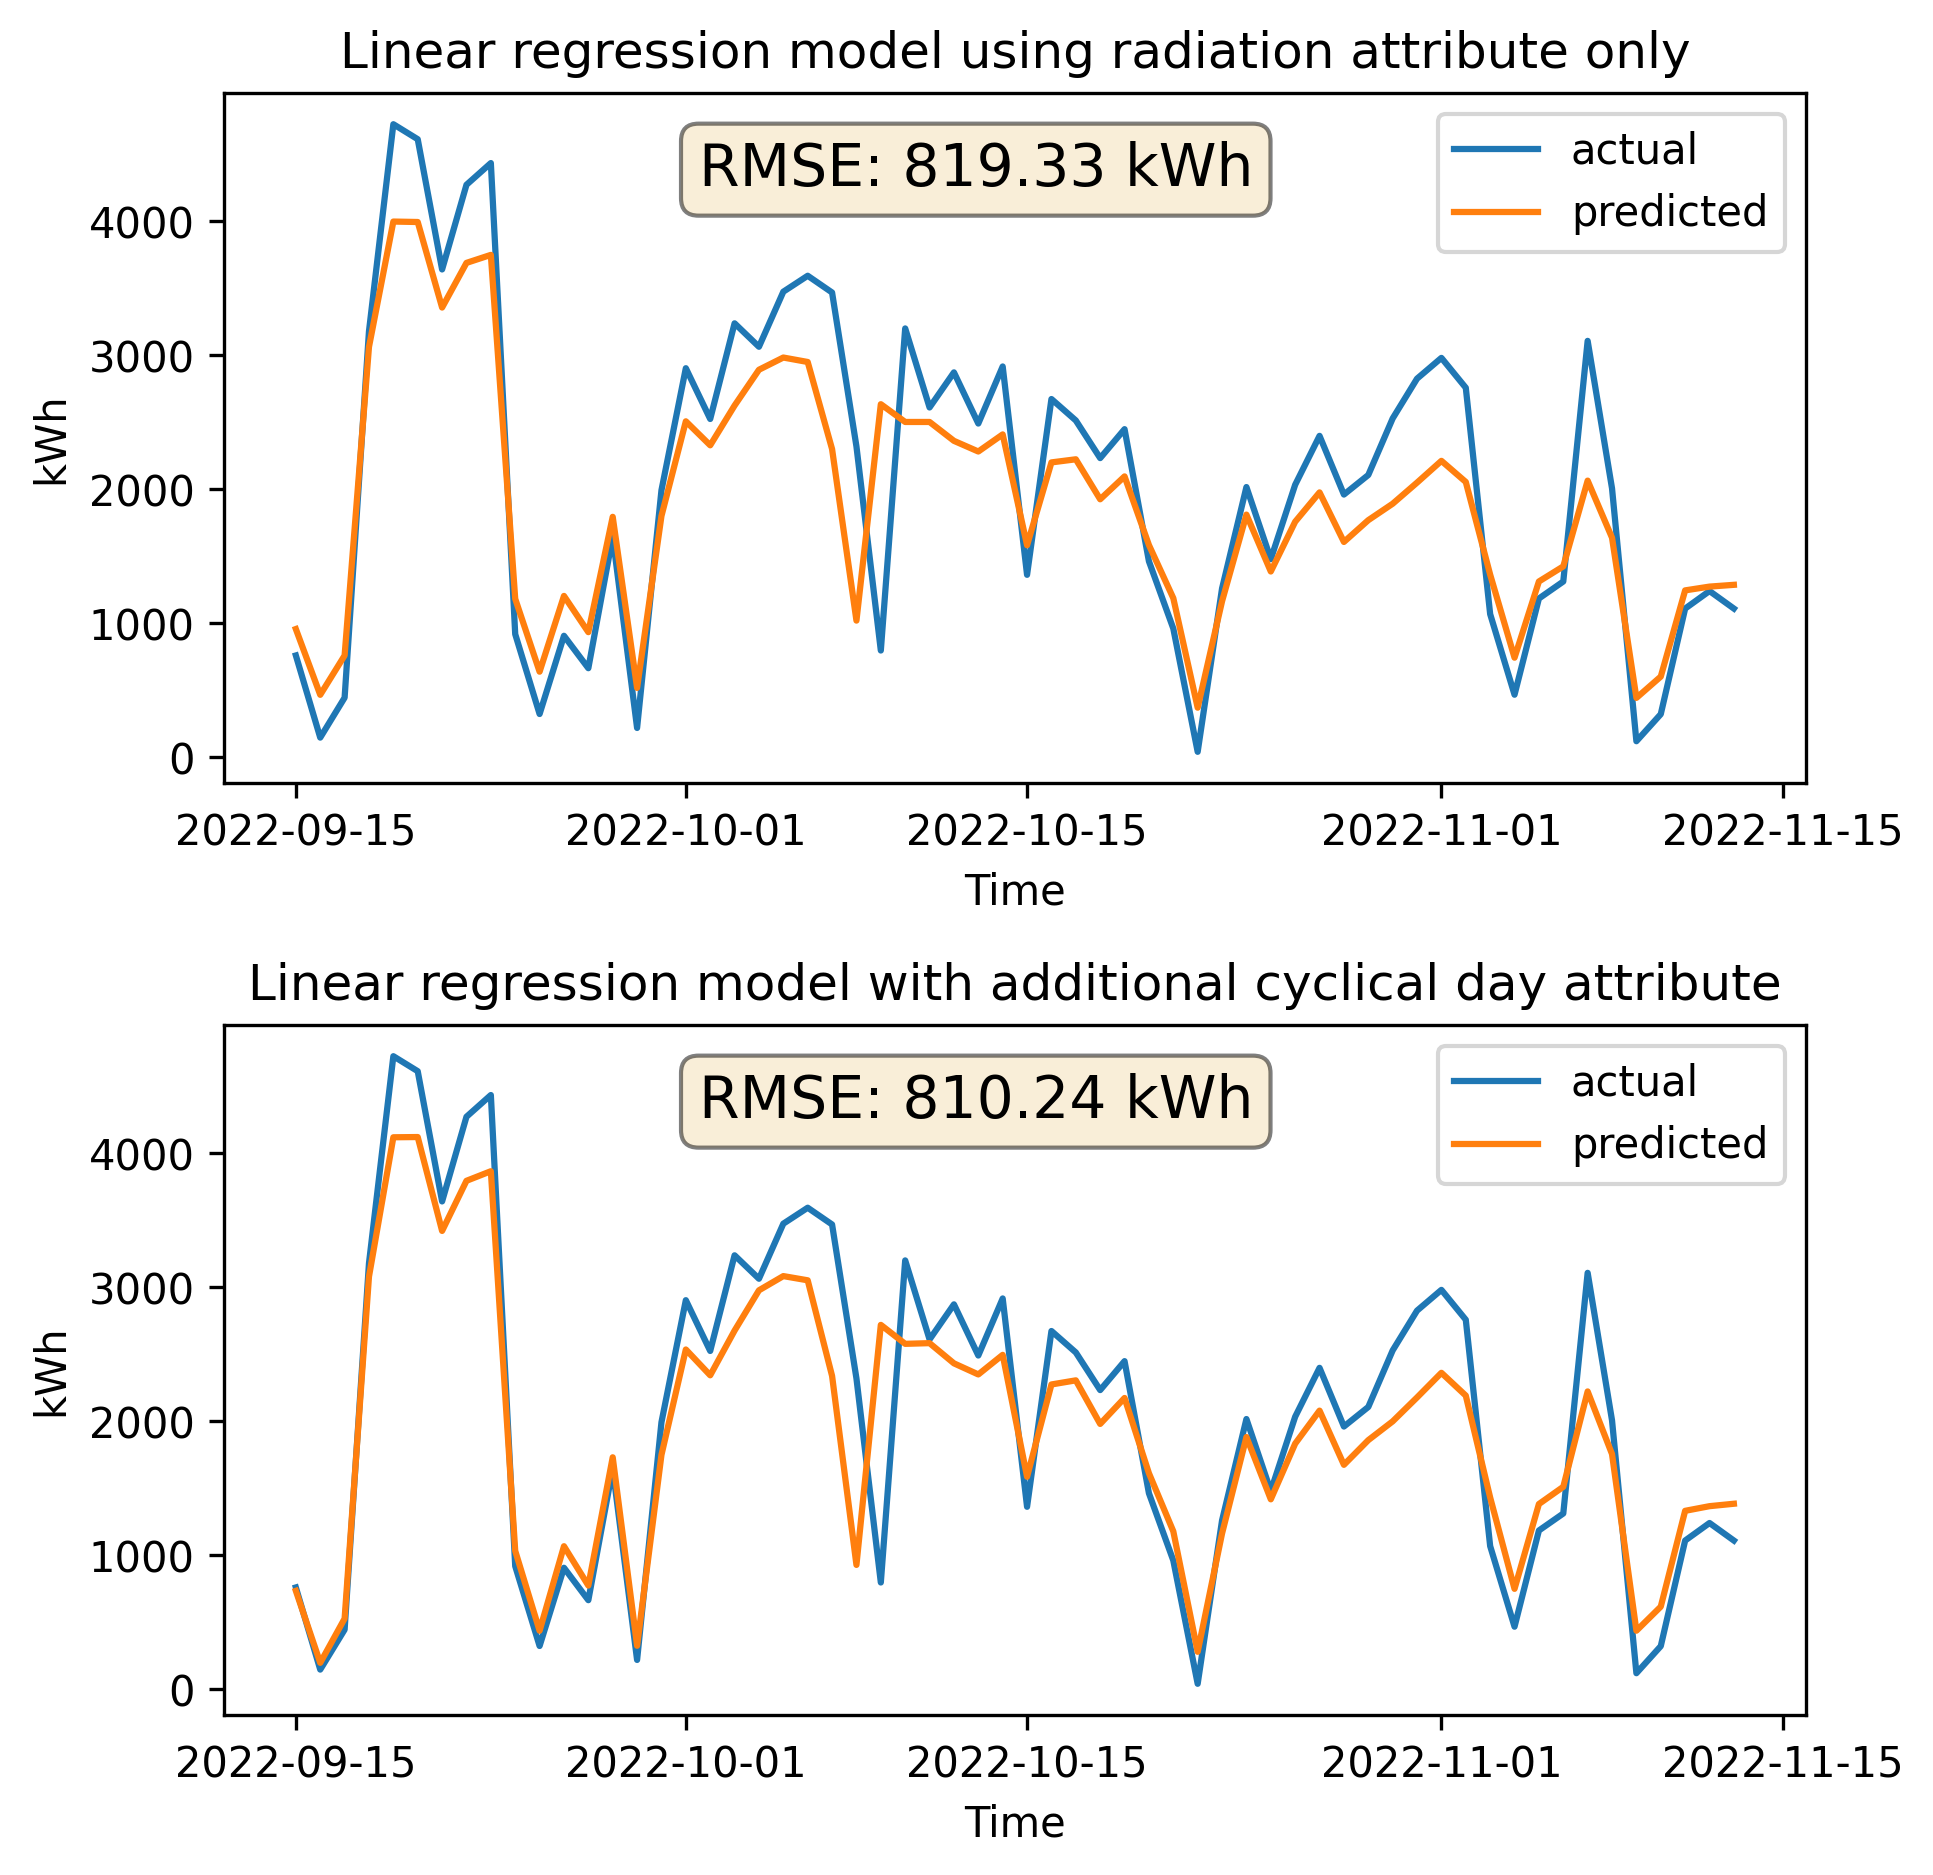 Linear regression model using radiation attribute only
RMSE: 819.33 kWh
actual
predicted
kWh
4000
3000
2000
1000
0
2022-09-15 2022-10-01 2022-10-15 2022-11-01 2022-11-15
Time
Linear regression model with additional cyclical day attribute
RMSE: 810.24 kWh
actual
predicted
kWh
4000
3000
2000
1000
0
2022-09-15 2022-10-01 2022-10-15 2022-11-01 2022-11-15
Time